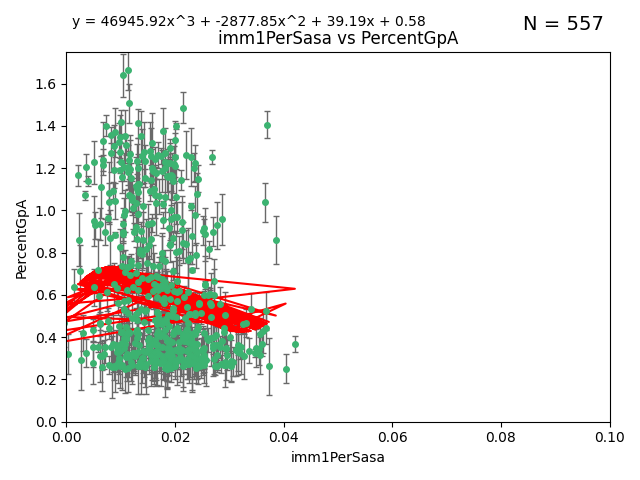 y = 46945.92x^3 + -2877.85x^2 + 39.19x + 0.58
N = 557
imm1PerSasa vs PercentGpA
PercentGpA
1.6
1.4
1.2
1.0
0.8
0.6
0.4
0.2
0.0
0.00 0.02 0.04 0.06 0.08 0.10
imm1PerSasa